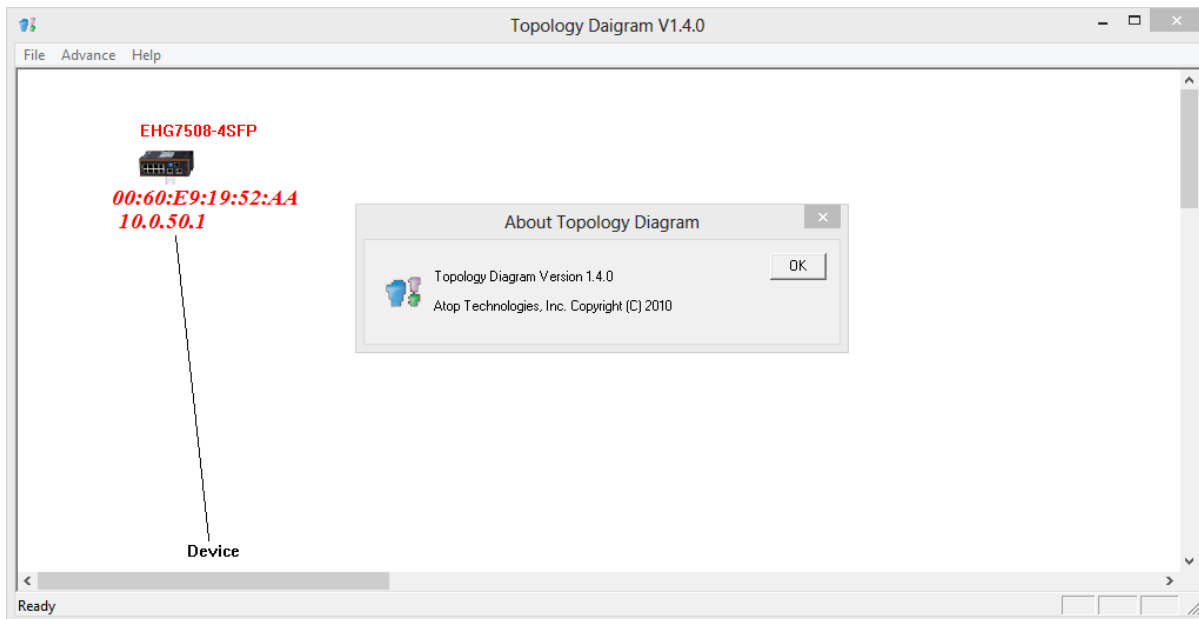 Topology Daigram V1.4.0
File Advance Help
EHG7508-4SFP
00:60:E9:19:52:AA
10.0.50.1
About Topology Diagram
Topology Diagram Version 1.4.0
OK
Atop Technologies, Inc. Copyright (C) 2010
Device
Ready